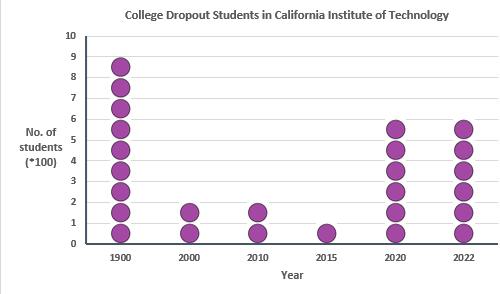 College Dropout Students in California Institute of Technology
10
9
8
7
6
5
4
3
2
1
0
No. of
students
(*100)
1900 2000 2010 2015 2020 2022
Year